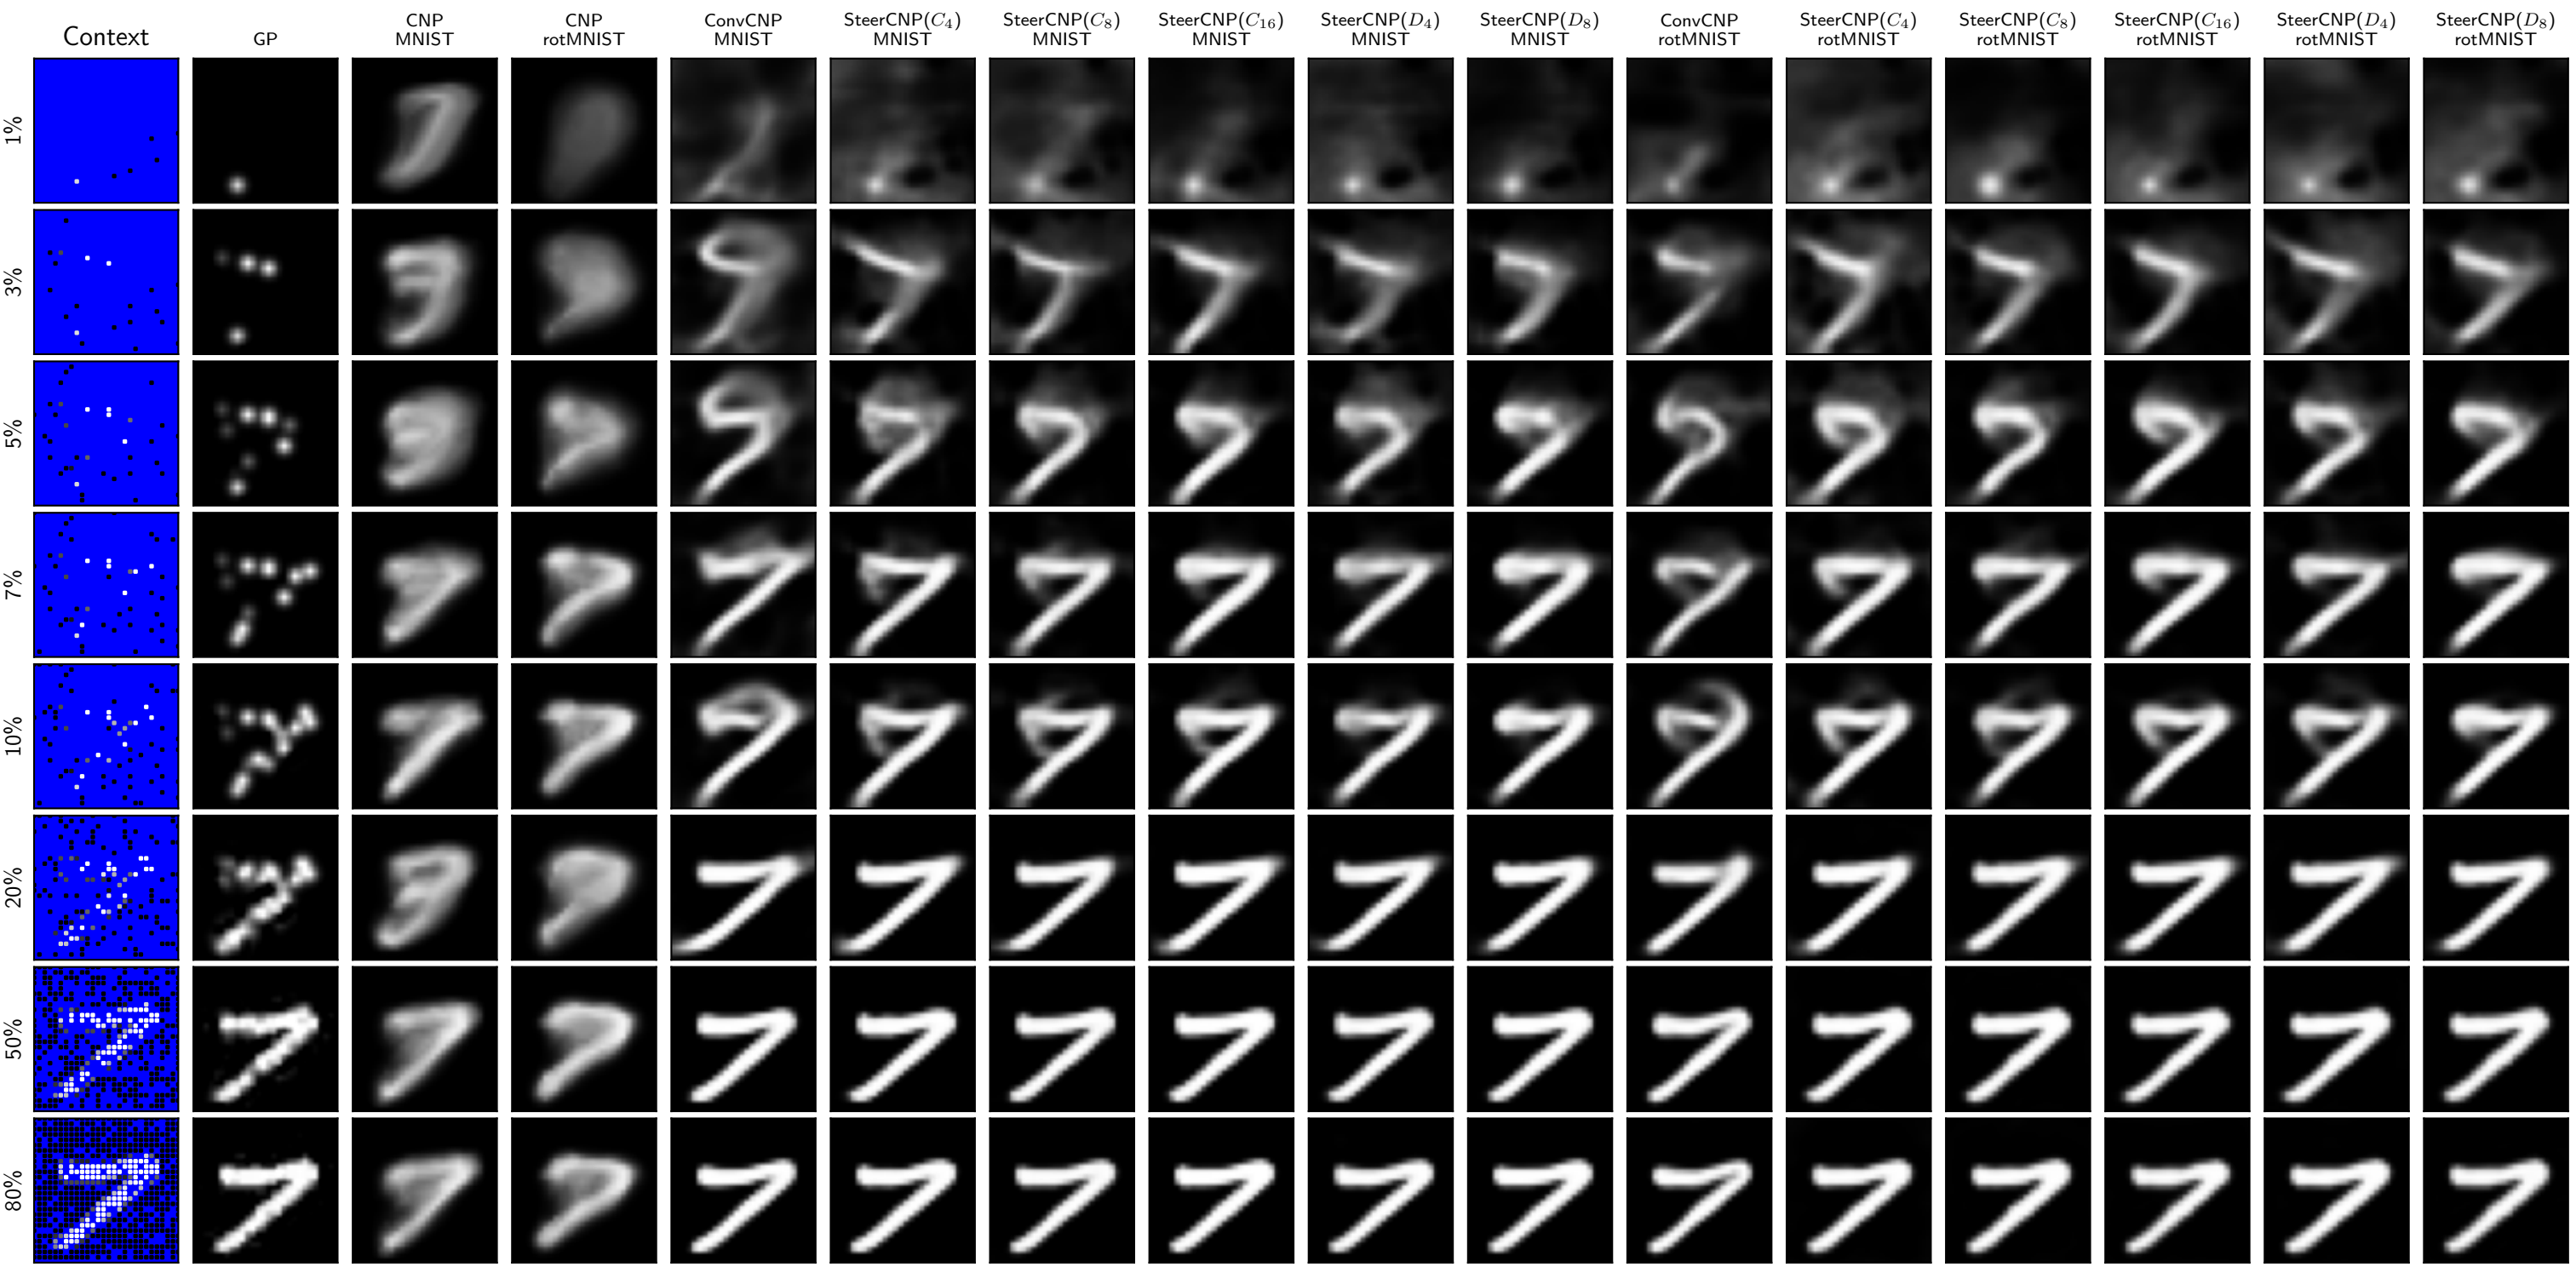 Context
GP
CNP
MNIST
CNP
rotMNIST
ConvCNP
MNIST
SteerCNP(C₄)
MNIST
SteerCNP(C₈)
MNIST
SteerCNP(C₁₆)
MNIST
SteerCNP(D₄)
MNIST
SteerCNP(D₈)
MNIST
ConvCNP
rotMNIST
SteerCNP(C₄)
rotMNIST
SteerCNP(C₈)
rotMNIST
SteerCNP(C₁₆)
rotMNIST
SteerCNP(D₄)
rotMNIST
SteerCNP(D₈)
rotMNIST
1%
3%
5%
7%
10%
20%
50%
80%